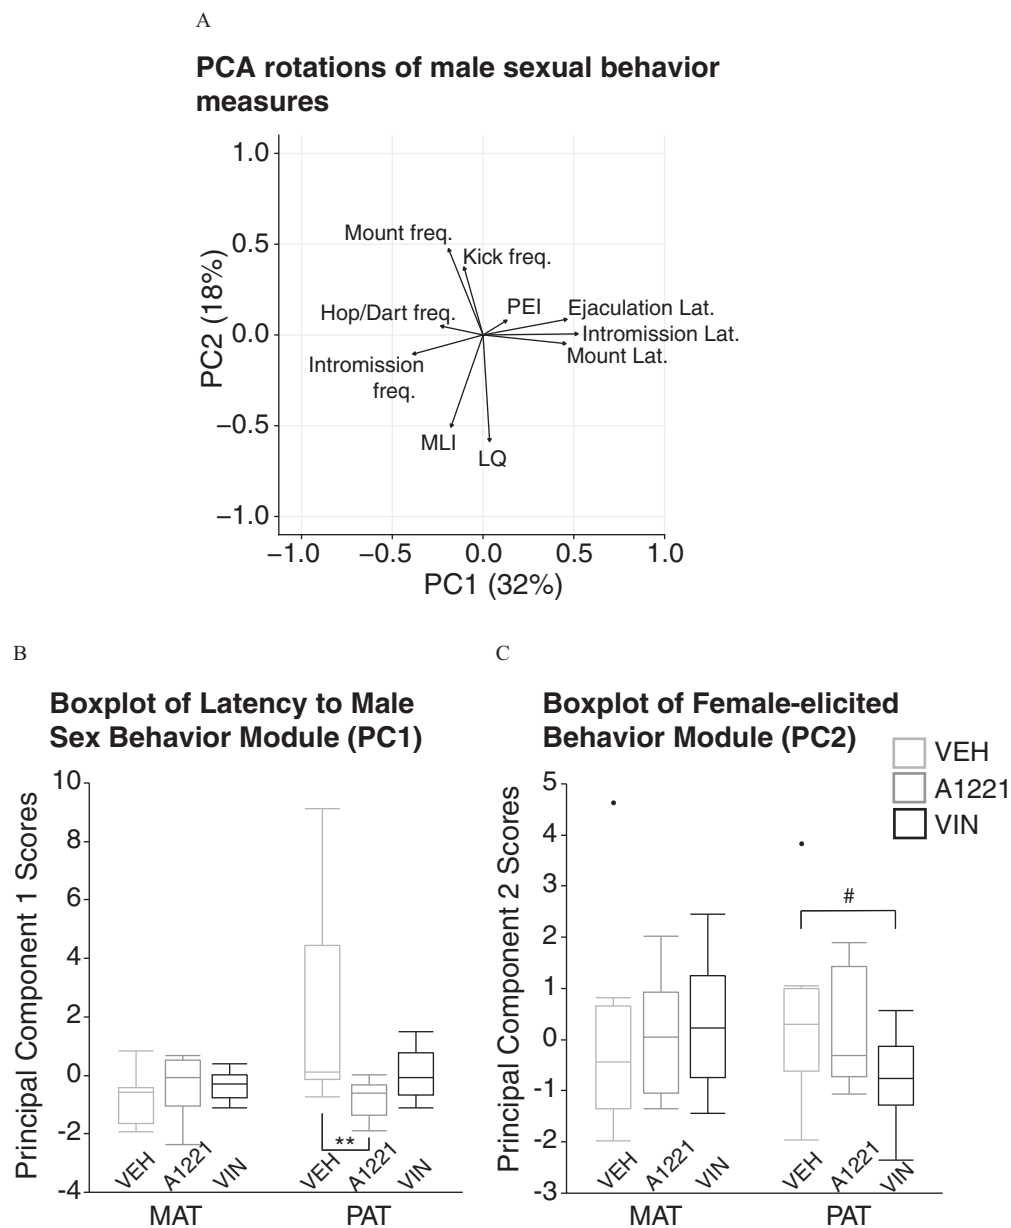 A
PCA rotations of male sexual behavior
measures
1.0
0.5
0.0
−0.5
−1.0
PC2 (18%)
Mount freq.
Kick freq.
PEI
Ejaculation Lat.
Hop/Dart freq.
Intromission Lat.
Mount Lat.
Intromission
freq.
MLI
LQ
−1.0
−0.5
0.0
0.5
1.0
PC1 (32%)
B
Boxplot of Latency to Male
Sex Behavior Module (PC1)
Principal Component 1 Scores
10
8
6
4
2
0
-2
-4
**
VEH
A1221
VIN
VEH
A1221
VIN
MAT
PAT
C
Boxplot of Female-elicited
Behavior Module (PC2)
VEH
A1221
VIN
Principal Component 2 Scores
5
4
3
2
1
0
-1
-2
-3
#
VEH
A1221
VIN
VEH
A1221
VIN
MAT
PAT